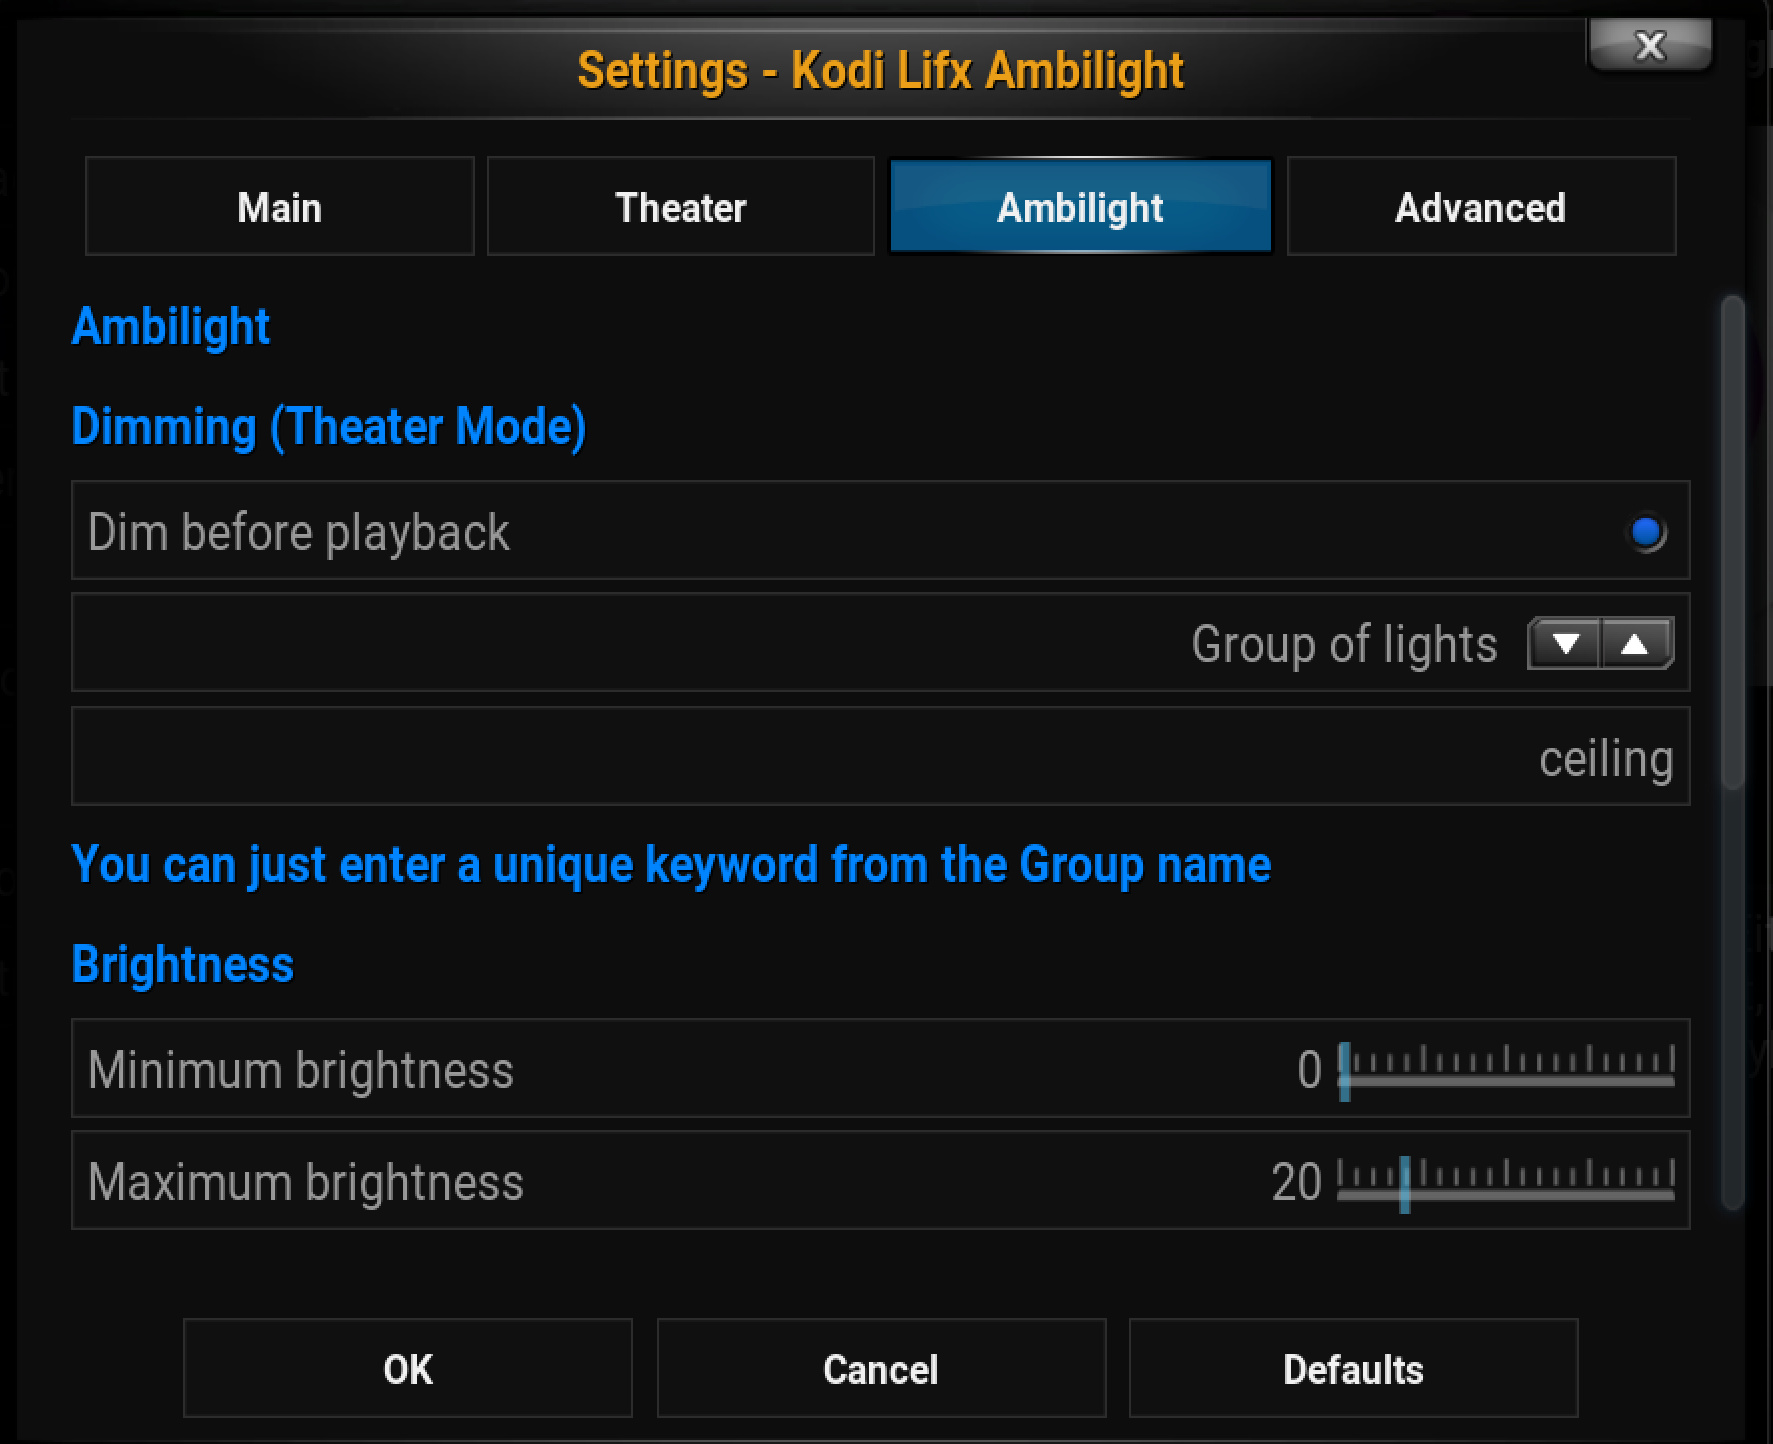 Settings - Kodi Lifx Ambilight
X
Main
Theater
Ambilight
Advanced
Ambilight
Dimming (Theater Mode)
Dim before playback
Group of lights
ceiling
You can just enter a unique keyword from the Group name
Brightness
Minimum brightness 0
Maximum brightness 20
OK
Cancel
Defaults